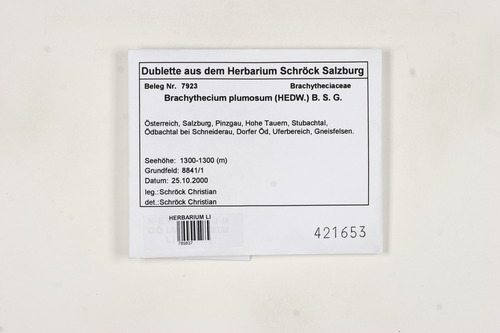 Dublette aus dem Herbarium Schröck Salzburg
Beleg Nr. 7923 Brachytheciaceae
Brachythecium plumosum (HEDW.) B. S. G.
Österreich, Salzburg, Pinzgau, Hohe Tauern, Stubachtal,
Ödbachtal bei Schneiderau, Dorfer Öd, Uferbereich, Gneisfelsen.
Seehöhe: 1300-1300 (m)
Grundfeld: 8841/1
Datum: 25.10.2000
leg.:Schröck Christian
det.:Schröck Christian
HERBARIUM LI
421653